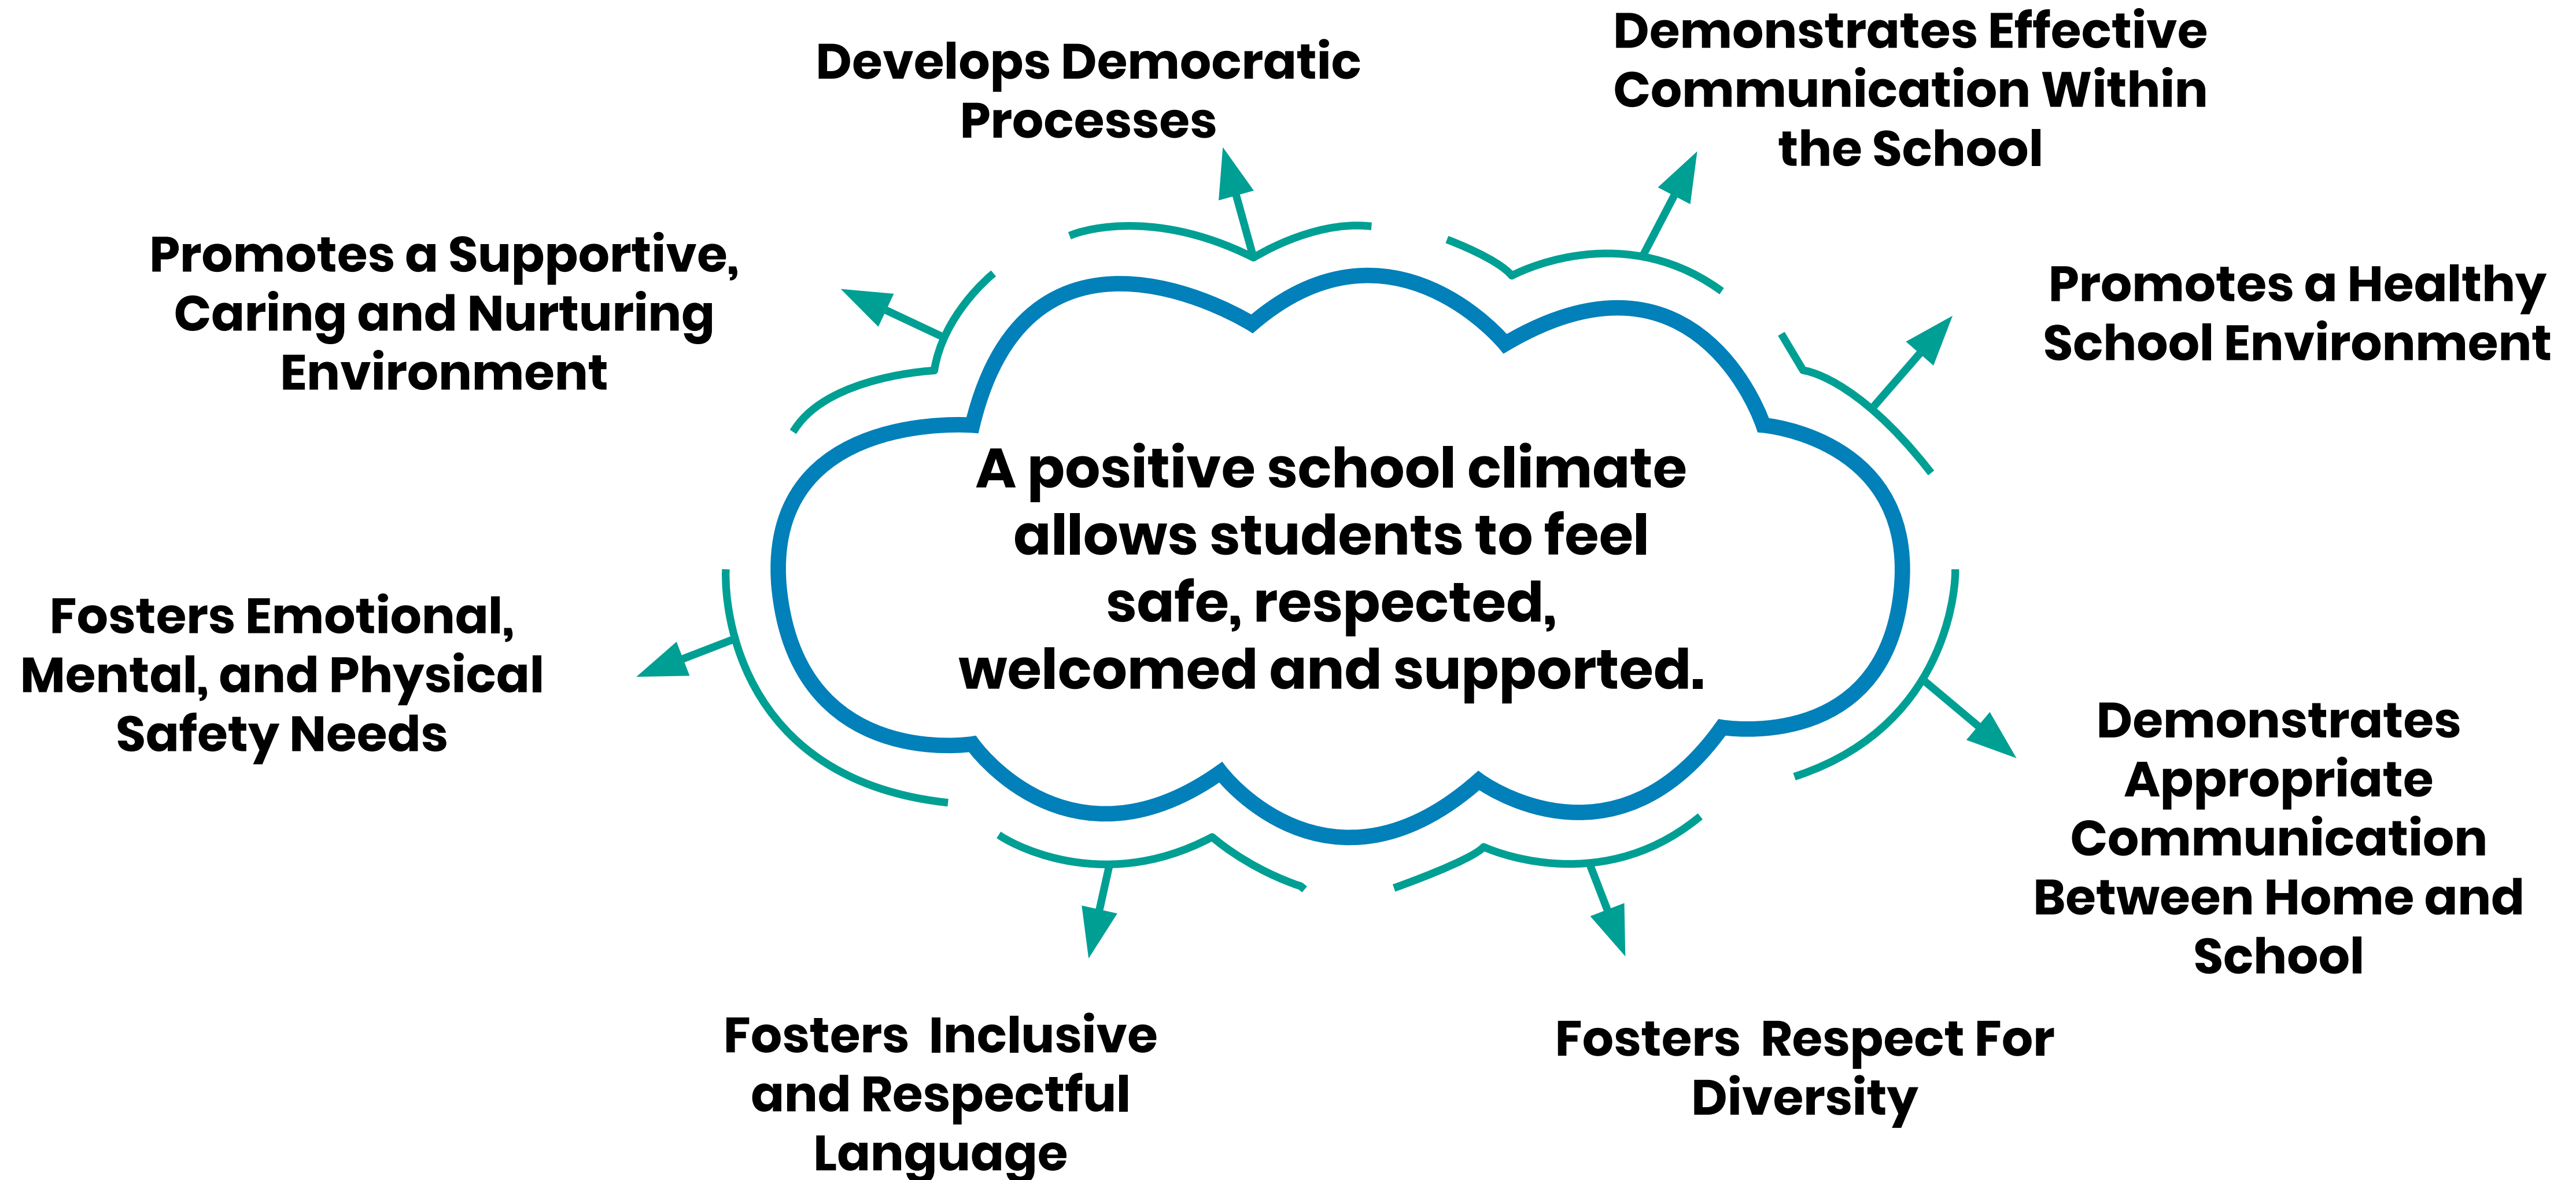 Develops Democratic
Processes
Demonstrates Effective
Communication Within
the School
Promotes a Supportive,
Caring and Nurturing
Environment
Promotes a Healthy
School Environment
A positive school climate
allows students to feel
safe, respected,
welcomed and supported.
Fosters Emotional,
Mental, and Physical
Safety Needs
Demonstrates
Appropriate
Communication
Between Home and
School
Fosters Inclusive
and Respectful
Language
Fosters Respect For
Diversity